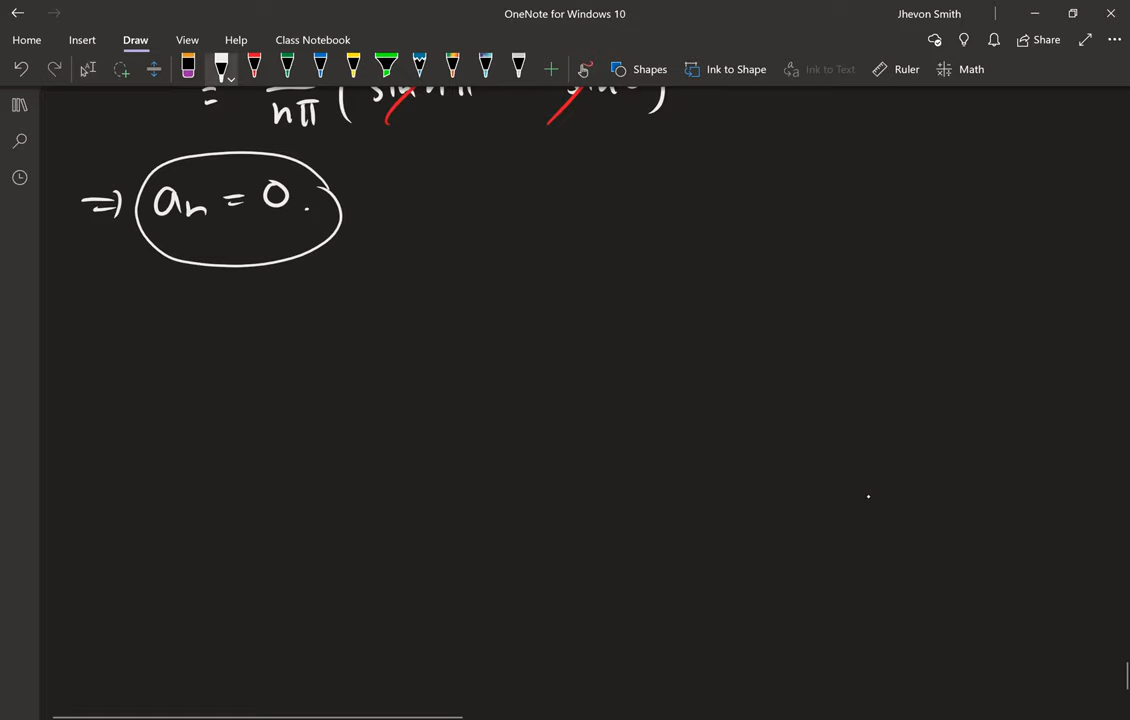 OneNote for Windows 10
Jhevon Smith
Home Insert Draw View Help Class Notebook
Share
Shapes Ink to Shape Ink to Text Ruler Math
= nπ (
⇒ aₙ = 0.